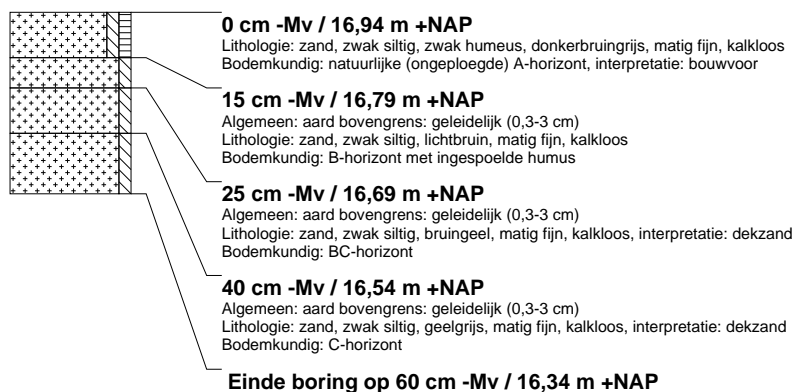 0 cm -Mv / 16,94 m +NAP
Lithologie: zand, zwak siltig, zwak humeus, donkerbruingrijs, matig fijn, kalkloos
Bodemkundig: natuurlijke (ongeploegde) A-horizont, interpretatie: bouwvoor
15 cm -Mv / 16,79 m +NAP
Algemeen: aard bovengrens: geleidelijk (0,3-3 cm)
Lithologie: zand, zwak siltig, lichtbruin, matig fijn, kalkloos
Bodemkundig: B-horizont met ingespoelde humus
25 cm -Mv / 16,69 m +NAP
Algemeen: aard bovengrens: geleidelijk (0,3-3 cm)
Lithologie: zand, zwak siltig, bruingeel, matig fijn, kalkloos, interpretatie: dekzand
Bodemkundig: BC-horizont
40 cm -Mv / 16,54 m +NAP
Algemeen: aard bovengrens: geleidelijk (0,3-3 cm)
Lithologie: zand, zwak siltig, geelgrijs, matig fijn, kalkloos, interpretatie: dekzand
Bodemkundig: C-horizont
Einde boring op 60 cm -Mv / 16,34 m +NAP